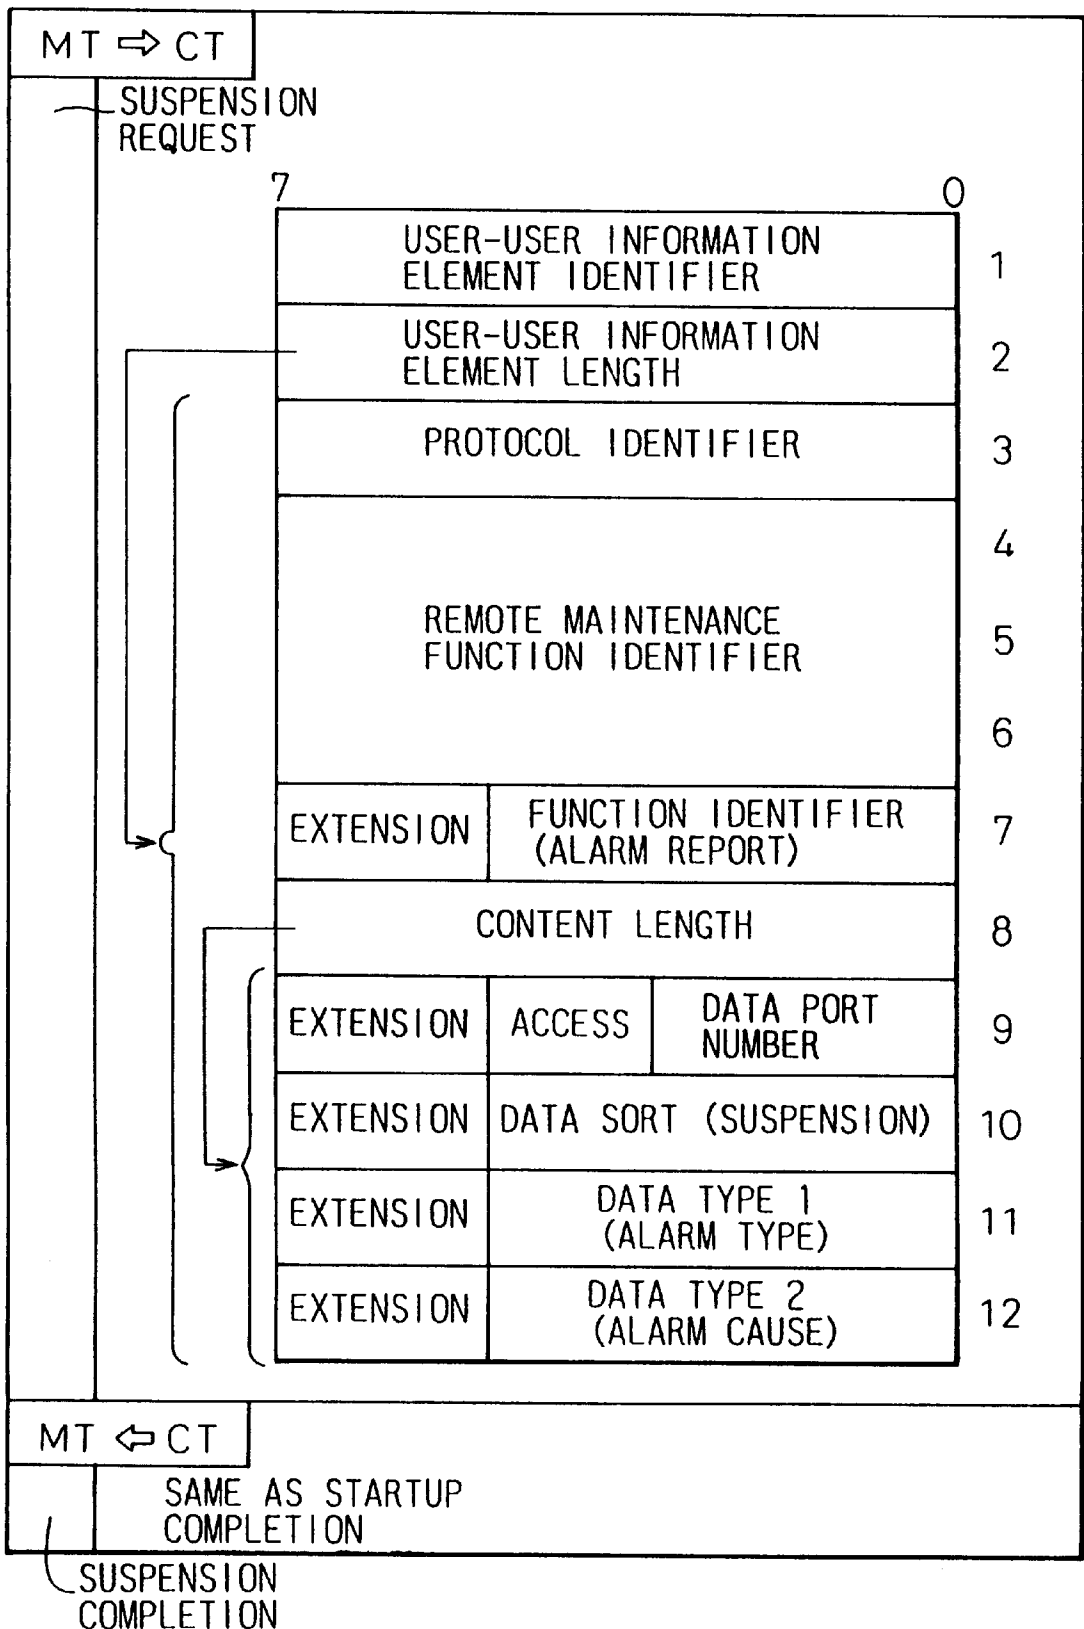 MT ⇨ CT
SUSPENSION
REQUEST
7 0
USER-USER INFORMATION
ELEMENT IDENTIFIER
1
USER-USER INFORMATION
ELEMENT LENGTH
2
PROTOCOL IDENTIFIER
3
4
REMOTE MAINTENANCE
FUNCTION IDENTIFIER
5
6
EXTENSION
FUNCTION IDENTIFIER
(ALARM REPORT)
7
CONTENT LENGTH
8
EXTENSION
ACCESS
DATA PORT
NUMBER
9
EXTENSION
DATA SORT (SUSPENSION)
10
EXTENSION
DATA TYPE 1
(ALARM TYPE)
11
EXTENSION
DATA TYPE 2
(ALARM CAUSE)
12
MT ⇦ CT
SAME AS STARTUP
COMPLETION
SUSPENSION
COMPLETION